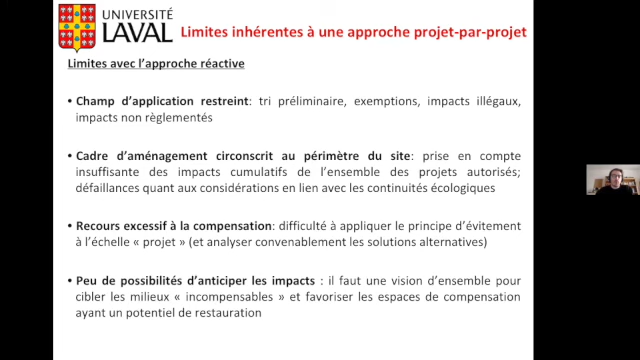 UNIVERSITÉ
LAVAL
Limites inhérentes à une approche projet-par-projet
Limites avec l'approche réactive
• Champ d'application restreint: tri préliminaire, exemptions, impacts illégaux,
impacts non règlementés
• Cadre d'aménagement circonscrit au périmètre du site: prise en compte
insuffisante des impacts cumulatifs de l'ensemble des projets autorisés;
défaillances quant aux considérations en lien avec les continuités écologiques
• Recours excessif à la compensation: difficulté à appliquer le principe d'évitement
à l'échelle « projet » (et analyser convenablement les solutions alternatives)
• Peu de possibilités d'anticiper les impacts : il faut une vision d'ensemble pour
cibler les milieux « incompensables » et favoriser les espaces de compensation
ayant un potentiel de restauration